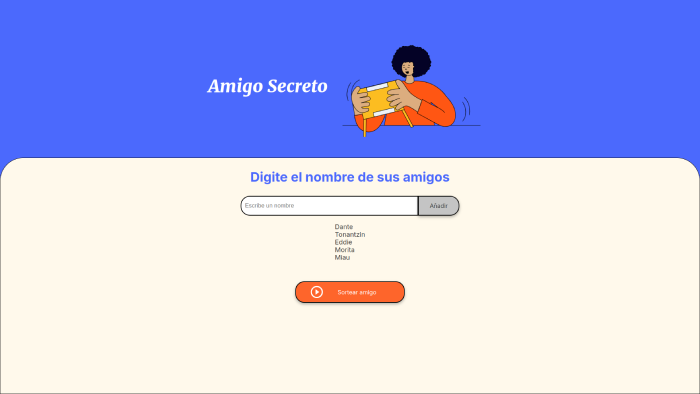 Amigo Secreto
Digite el nombre de sus amigos
Escribe un nombre
Añadir
Dante
Tonantzin
Eddie
Morita
Miau
Sortear amigo